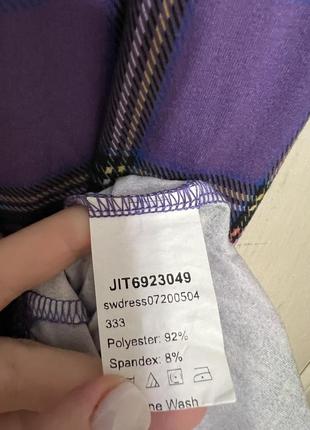 JIT6923049
swdress07200504
333
Polyester: 92%
Spandex: 8%
Wash